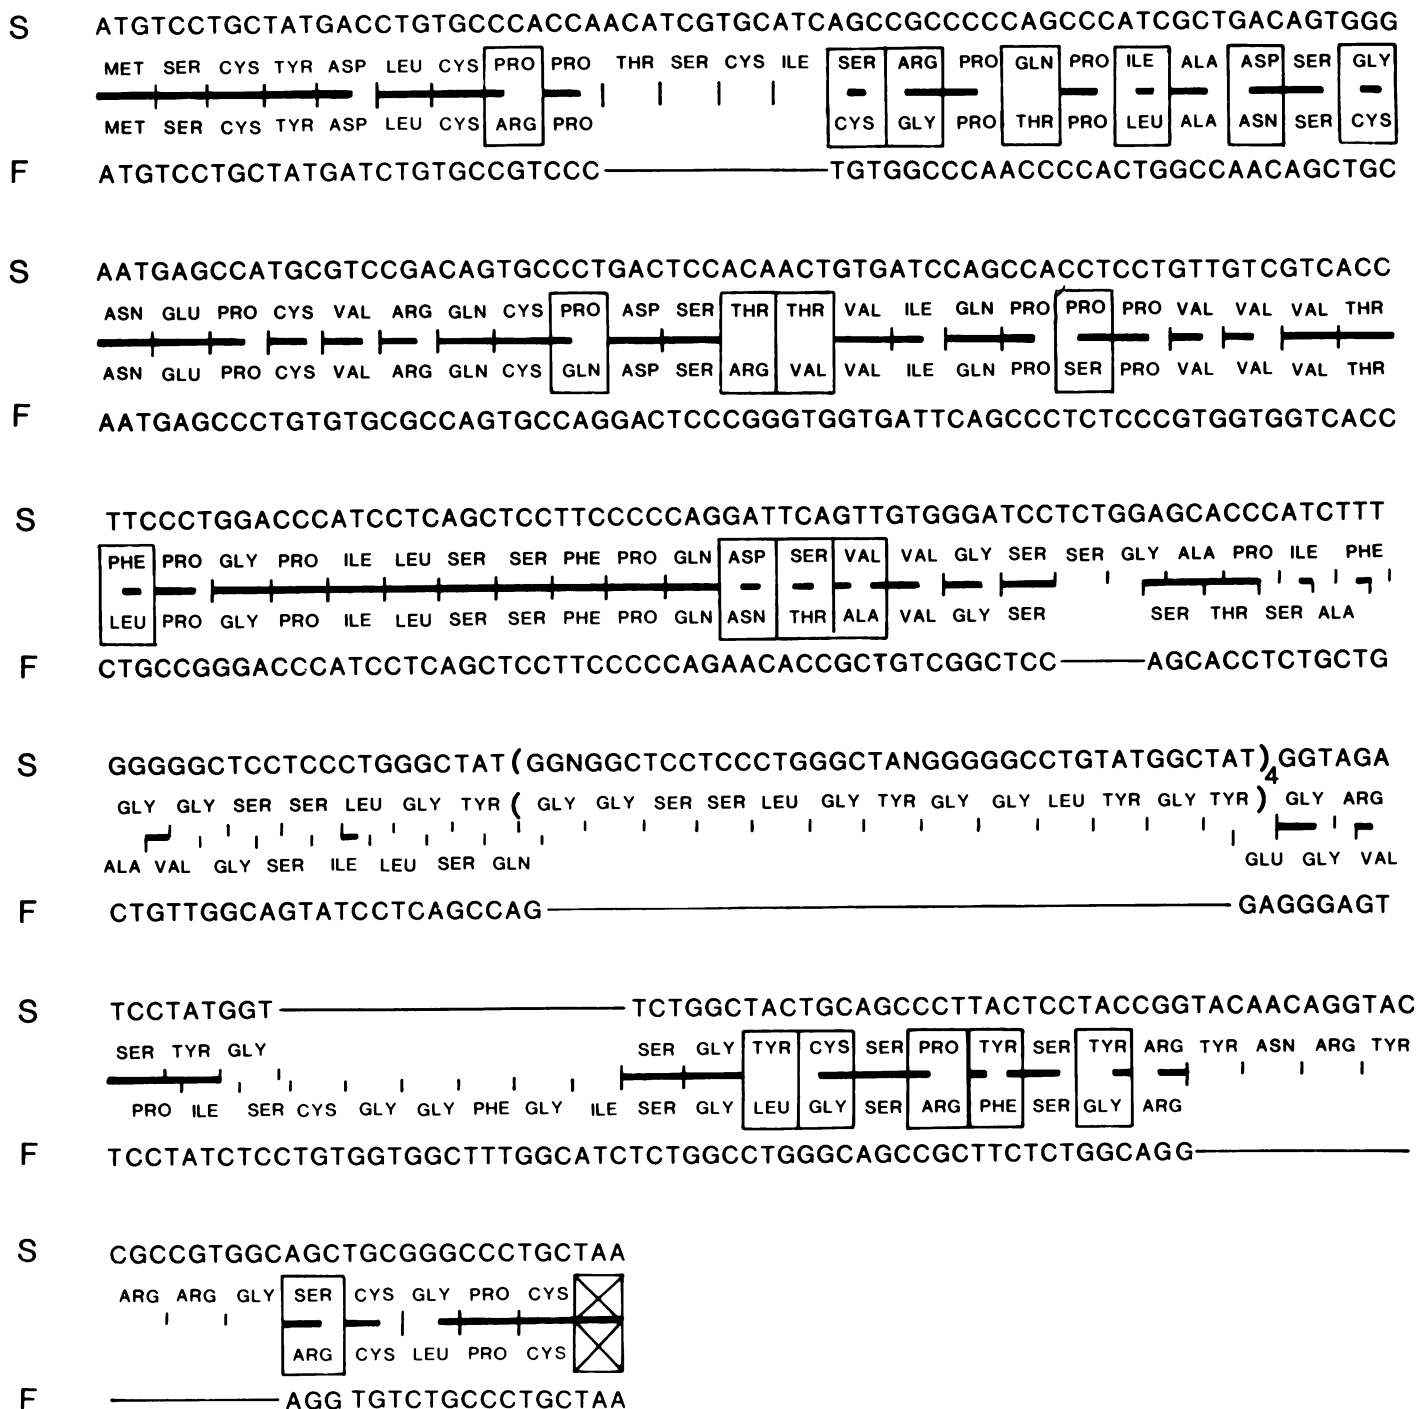 S ATGTCCTGCTATGACCTGTGCCCACCAACATCGTGCATCAGCCGCCCCCAGCCCATCGCTGACAGTGGG
MET SER CYS TYR ASP LEU CYS PRO PRO THR SER CYS ILE SER ARG PRO GLN PRO ILE ALA ASP SER GLY
MET SER CYS TYR ASP LEU CYS ARG PRO CYS GLY PRO THR PRO LEU ALA ASN SER CYS
F ATGTCCTGCTATGATCTGTGCCGTCCC TGTGGCCCAACCCCACTGGCCAACAGCTGC
S AATGAGCCATGCGTCCGACAGTGCCCTGACTCCACAACTGTGATCCAGCCACCTCCTGTTGTCGTCACC
ASN GLU PRO CYS VAL ARG GLN CYS PRO ASP SER THR THR VAL ILE GLN PRO PRO PRO VAL VAL VAL THR
ASN GLU PRO CYS VAL ARG GLN CYS GLN ASP SER ARG VAL VAL ILE GLN PRO SER PRO VAL VAL VAL THR
F AATGAGCCCTGTGTGCGCCAGTGCCAGGACTCCCGGGTGGTGATTCAGCCCTCTCCCGTGGTGGTCACC
S TTCCCTGGACCCATCCTCAGCTCCTTCCCCCAGGATTCAGTTGTGGGATCCTCTGGAGCACCCATCTTT
PHE PRO GLY PRO ILE LEU SER SER PHE PRO GLN ASP SER VAL VAL GLY SER SER GLY ALA PRO ILE PHE
LEU PRO GLY PRO ILE LEU SER SER PHE PRO GLN ASN THR ALA VAL GLY SER SER THR SER ALA
F CTGCCGGGACCCATCCTCAGCTCCTTCCCCCAGAACACCGCTGTCGGCTCC AGCACCTCTGCTG
S GGGGGCTCCTCCCTGGGCTAT(GGNGGCTCCTCCCTGGGCTANGGGGGCCTGTATGGCTAT)4GGTAGA
GLY GLY SER SER LEU GLY TYR ( GLY GLY SER SER LEU GLY TYR GLY GLY LEU TYR GLY TYR ) GLY ARG
ALA VAL GLY SER ILE LEU SER GLN GLU GLY VAL
F CTGTTGGCAGTATCCTCAGCCAG GAGGGAGT
S TCCTATGGT TCTGGCTACTGCAGCCCTTACTCCTACCGGTACAACAGGTAC
SER TYR GLY SER GLY TYR CYS SER PRO TYR SER TYR ARG TYR ASN ARG TYR
PRO ILE SER CYS GLY GLY PHE GLY ILE SER GLY LEU GLY SER ARG PHE SER GLY ARG
F TCCTATCTCCTGTGGTGGCTTTGGCATCTCTGGCCTGGGCAGCCGCTTCTCTGGCAGG
S CGCCGTGGCAGCTGCGGGCCCTGCTAA
ARG ARG GLY SER CYS GLY PRO CYS
ARG CYS LEU PRO CYS
F AGG TGTCTGCCCTGCTAA